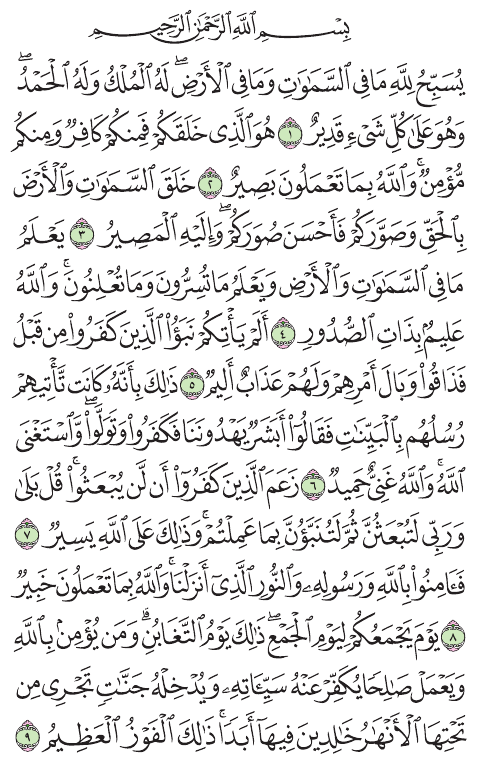 بِسْمِ ٱللَّهِ ٱلرَّحْمَٰنِ ٱلرَّحِيمِ
يُسَبِّحُ لِلَّهِ مَا فِى ٱلسَّمَٰوَٰتِ وَمَا فِى ٱلْأَرْضِ ۖ لَهُ ٱلْمُلْكُ وَلَهُ ٱلْحَمْدُ ۖ
وَهُوَ عَلَىٰ كُلِّ شَىْءٍ قَدِيرٌ ١ هُوَ ٱلَّذِى خَلَقَكُمْ فَمِنكُمْ كَافِرٌ وَمِنكُم
مُّؤْمِنٌ ۚ وَٱللَّهُ بِمَا تَعْمَلُونَ بَصِيرٌ ٢ خَلَقَ ٱلسَّمَٰوَٰتِ وَٱلْأَرْضَ
بِٱلْحَقِّ وَصَوَّرَكُمْ فَأَحْسَنَ صُوَرَكُمْ ۖ وَإِلَيْهِ ٱلْمَصِيرُ ٣ يَعْلَمُ
مَا فِى ٱلسَّمَٰوَٰتِ وَٱلْأَرْضِ وَيَعْلَمُ مَا تُسِرُّونَ وَمَا تُعْلِنُونَ ۚ وَٱللَّهُ
عَلِيمٌۢ بِذَاتِ ٱلصُّدُورِ ٤ أَلَمْ يَأْتِكُمْ نَبَؤُا۟ ٱلَّذِينَ كَفَرُوا۟ مِن قَبْلُ
فَذَاقُوا۟ وَبَالَ أَمْرِهِمْ وَلَهُمْ عَذَابٌ أَلِيمٌ ٥ ذَٰلِكَ بِأَنَّهُۥ كَانَت تَّأْتِيهِمْ
رُسُلُهُم بِٱلْبَيِّنَٰتِ فَقَالُوٓا۟ أَبَشَرٌ يَهْدُونَنَا فَكَفَرُوا۟ وَتَوَلَّوا۟ ۚ وَّٱسْتَغْنَى
ٱللَّهُ ۚ وَٱللَّهُ غَنِىٌّ حَمِيدٌ ٦ زَعَمَ ٱلَّذِينَ كَفَرُوٓا۟ أَن لَّن يُبْعَثُوا۟ ۚ قُلْ بَلَىٰ
وَرَبِّى لَتُبْعَثُنَّ ثُمَّ لَتُنَبَّؤُنَّ بِمَا عَمِلْتُمْ ۚ وَذَٰلِكَ عَلَى ٱللَّهِ يَسِيرٌ ٧
فَـَٔامِنُوا۟ بِٱللَّهِ وَرَسُولِهِۦ وَٱلنُّورِ ٱلَّذِىٓ أَنزَلْنَا ۚ وَٱللَّهُ بِمَا تَعْمَلُونَ خَبِيرٌ
٨ يَوْمَ يَجْمَعُكُمْ لِيَوْمِ ٱلْجَمْعِ ۖ ذَٰلِكَ يَوْمُ ٱلتَّغَابُنِ ۗ وَمَن يُؤْمِنۢ بِٱللَّهِ
وَيَعْمَلْ صَٰلِحًا يُكَفِّرْ عَنْهُ سَيِّـَٔاتِهِۦ وَيُدْخِلْهُ جَنَّٰتٍ تَجْرِى مِن
تَحْتِهَا ٱلْأَنْهَٰرُ خَٰلِدِينَ فِيهَآ أَبَدًا ۚ ذَٰلِكَ ٱلْفَوْزُ ٱلْعَظِيمُ ٩